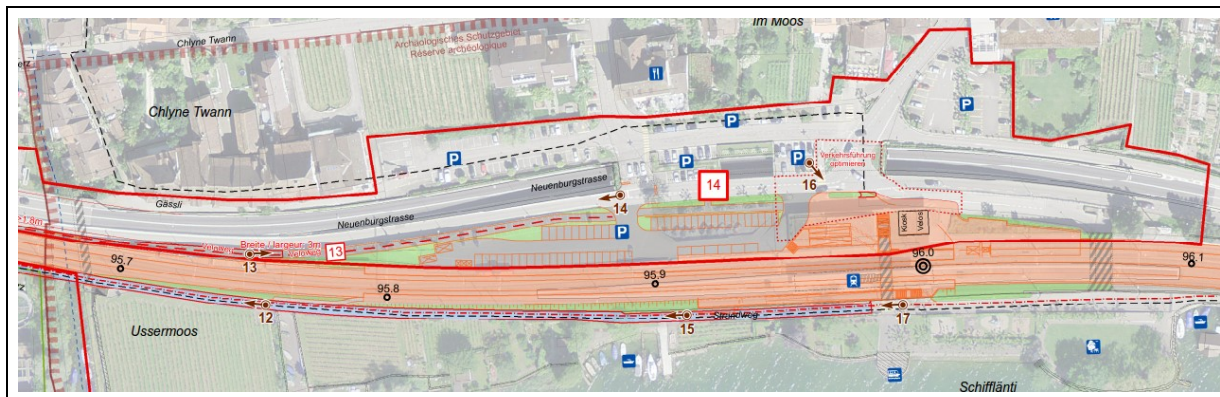 Im Moos
Chlyne Twann
Archäologisches Schutzgebiet
Réserve archéologique
Chlyne Twann
P
P
P
P
P
Verkehrsführung
optimieren
16
14
Neuenburgstrasse
Gässli
14
Neuenburgstrasse
P
Kiosk
Velos
Breite / largeur: 3m
13
13
95.7
95.8
95.9
96.0
96.1
12
15
Strandweg
17
Ussermoos
Schifflänti